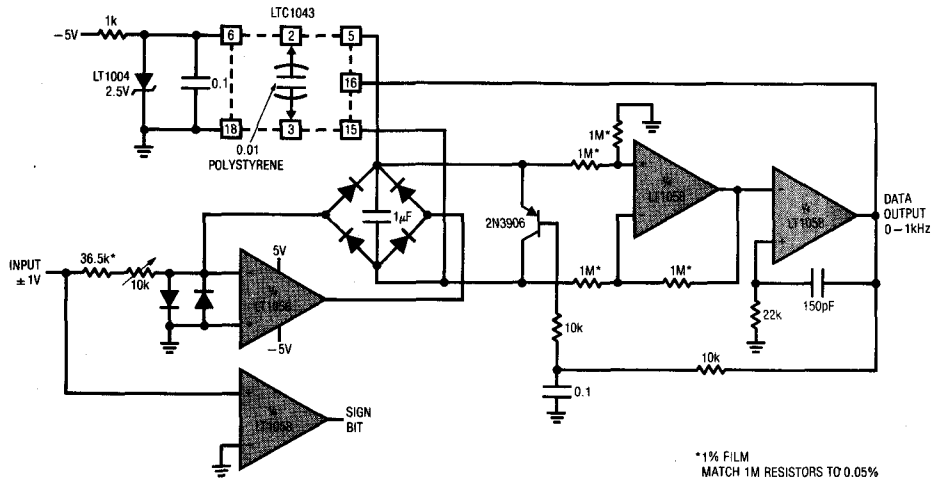 LTC1043
1k
−5V
6
2
5
LT1004
2.5V
0.1
16
18
3
15
0.01
POLYSTYRENE
1M*
1M*
+
−
¼
LT1058
1µF
2N3906
−
+
¼
LT1058
DATA
OUTPUT
0−1kHz
INPUT
±1V
36.5k*
10k
5V
−
+
¼
LT1058
−5V
1M*
1M*
22k
150pF
10k
10k
0.1
+
−
¼
LT1058
SIGN
BIT
*1% FILM
MATCH 1M RESISTORS TO 0.05%